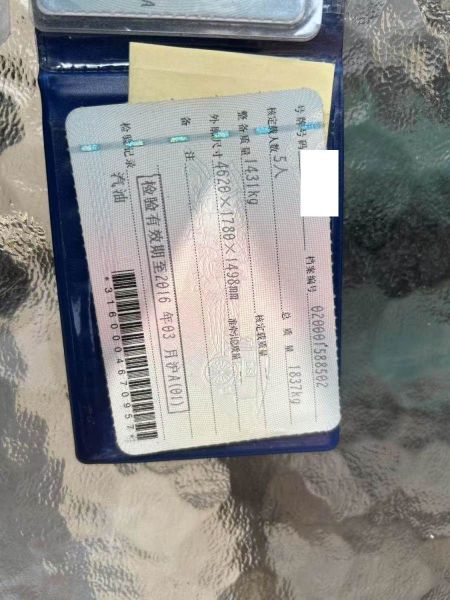 号牌号码 档案编号 020001588502
核定载人数 5人 总质量 1837kg
整备质量 1431kg 核定载质量
外廓尺寸 4620×1780×1498mm 准牵引总质量
备注
检验有效期至2016年03月沪A(01)
检验记录 汽油
*3160000467095?*
A